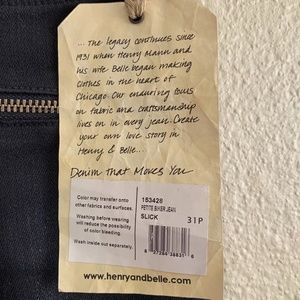 ... The legacy continues since
1931 when Henry Mann and
his wife Belle began making
clothes in the heart of
Chicago. Our enduring tours
on fabric and craftsmanship
lives on in every jean. Create
your own love story in
Henry & Belle...
Denim That Moves You
Color may transfer onto
other fabrics and surfaces.
Washing before wearing
will reduce the possibility
of color bleeding.
Wash inside out separately.
153428
PETITE BIKER JEAN
SLICK
31P
www.henryandbelle.com